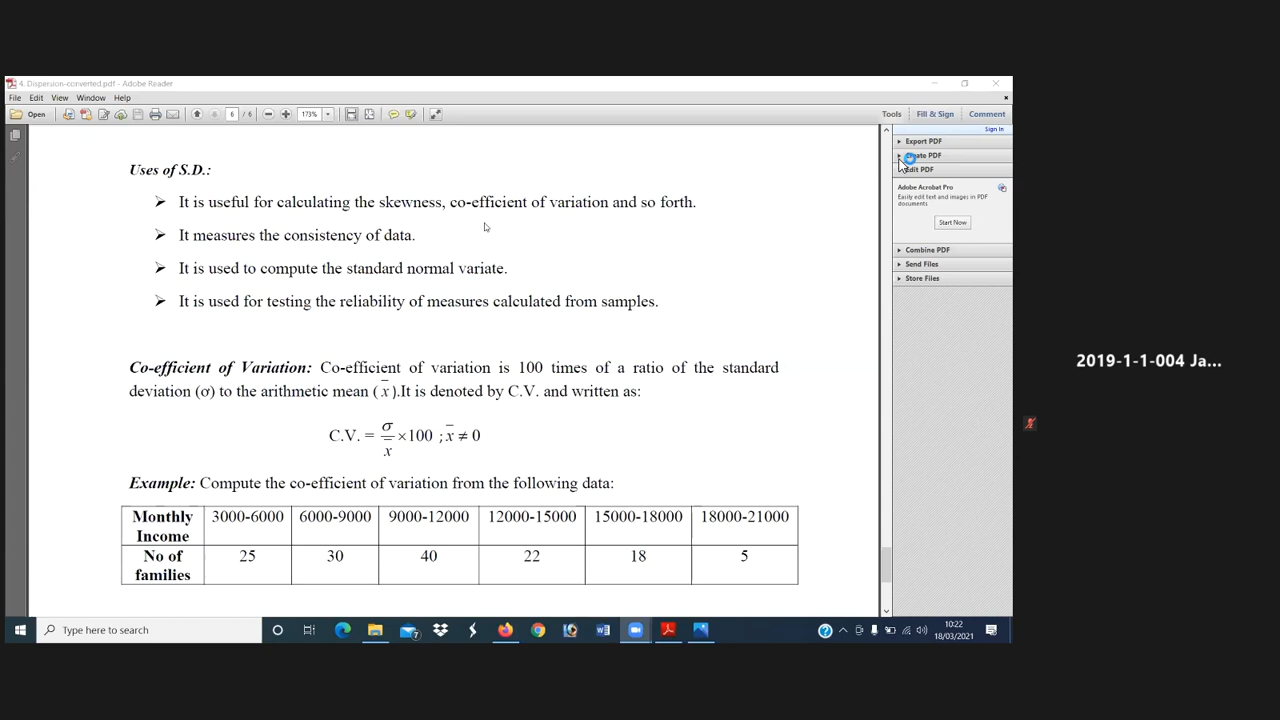 4. Dispersion-converted.pdf - Adobe Reader
File Edit View Window Help
Open 6 / 6 173% Tools Fill & Sign Comment
Sign In
Export PDF
Create PDF
Edit PDF
Adobe Acrobat Pro
Easily edit text and images in PDF
documents
Start Now
Combine PDF
Send Files
Store Files
Uses of S.D.:
➢ It is useful for calculating the skewness, co-efficient of variation and so forth.
➢ It measures the consistency of data.
➢ It is used to compute the standard normal variate.
➢ It is used for testing the reliability of measures calculated from samples.
Co-efficient of Variation: Co-efficient of variation is 100 times of a ratio of the standard
deviation (σ) to the arithmetic mean ( x̄ ).It is denoted by C.V. and written as:
C.V. = σ/x̄ ×100 ; x̄ ≠ 0
Example: Compute the co-efficient of variation from the following data:
Monthly Income 3000-6000 6000-9000 9000-12000 12000-15000 15000-18000 18000-21000
No of families 25 30 40 22 18 5
2019-1-1-004 Ja...
Type here to search
7
10:22
18/03/2021